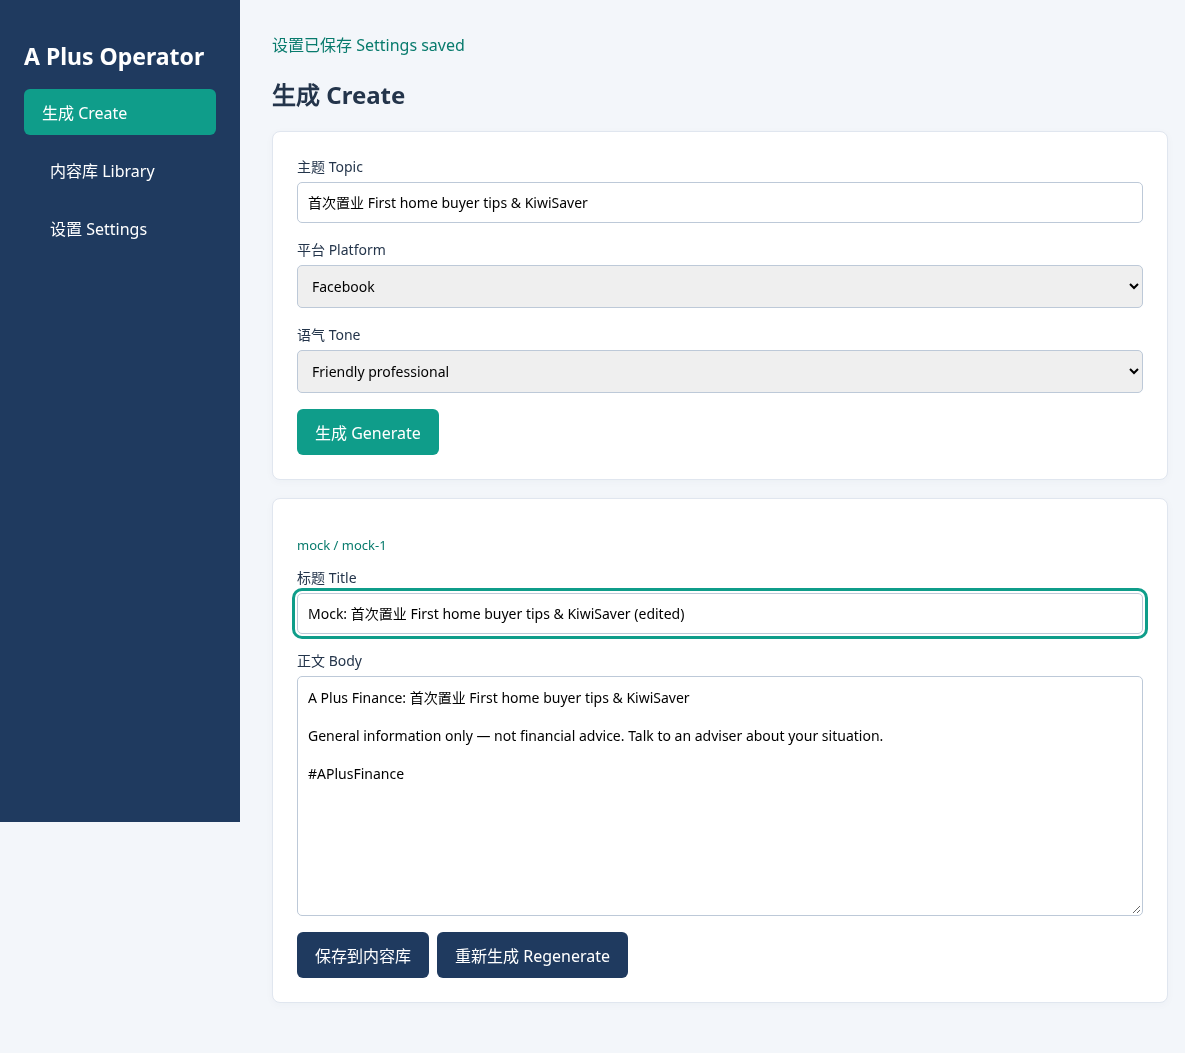 A Plus Operator
生成 Create
内容库 Library
设置 Settings
设置已保存 Settings saved
生成 Create
主题 Topic
首次置业 First home buyer tips & KiwiSaver
平台 Platform
Facebook
语气 Tone
Friendly professional
生成 Generate
mock / mock-1
标题 Title
Mock: 首次置业 First home buyer tips & KiwiSaver (edited)
正文 Body
A Plus Finance: 首次置业 First home buyer tips & KiwiSaver
General information only — not financial advice. Talk to an adviser about your situation.
#APlusFinance
保存到内容库
重新生成 Regenerate